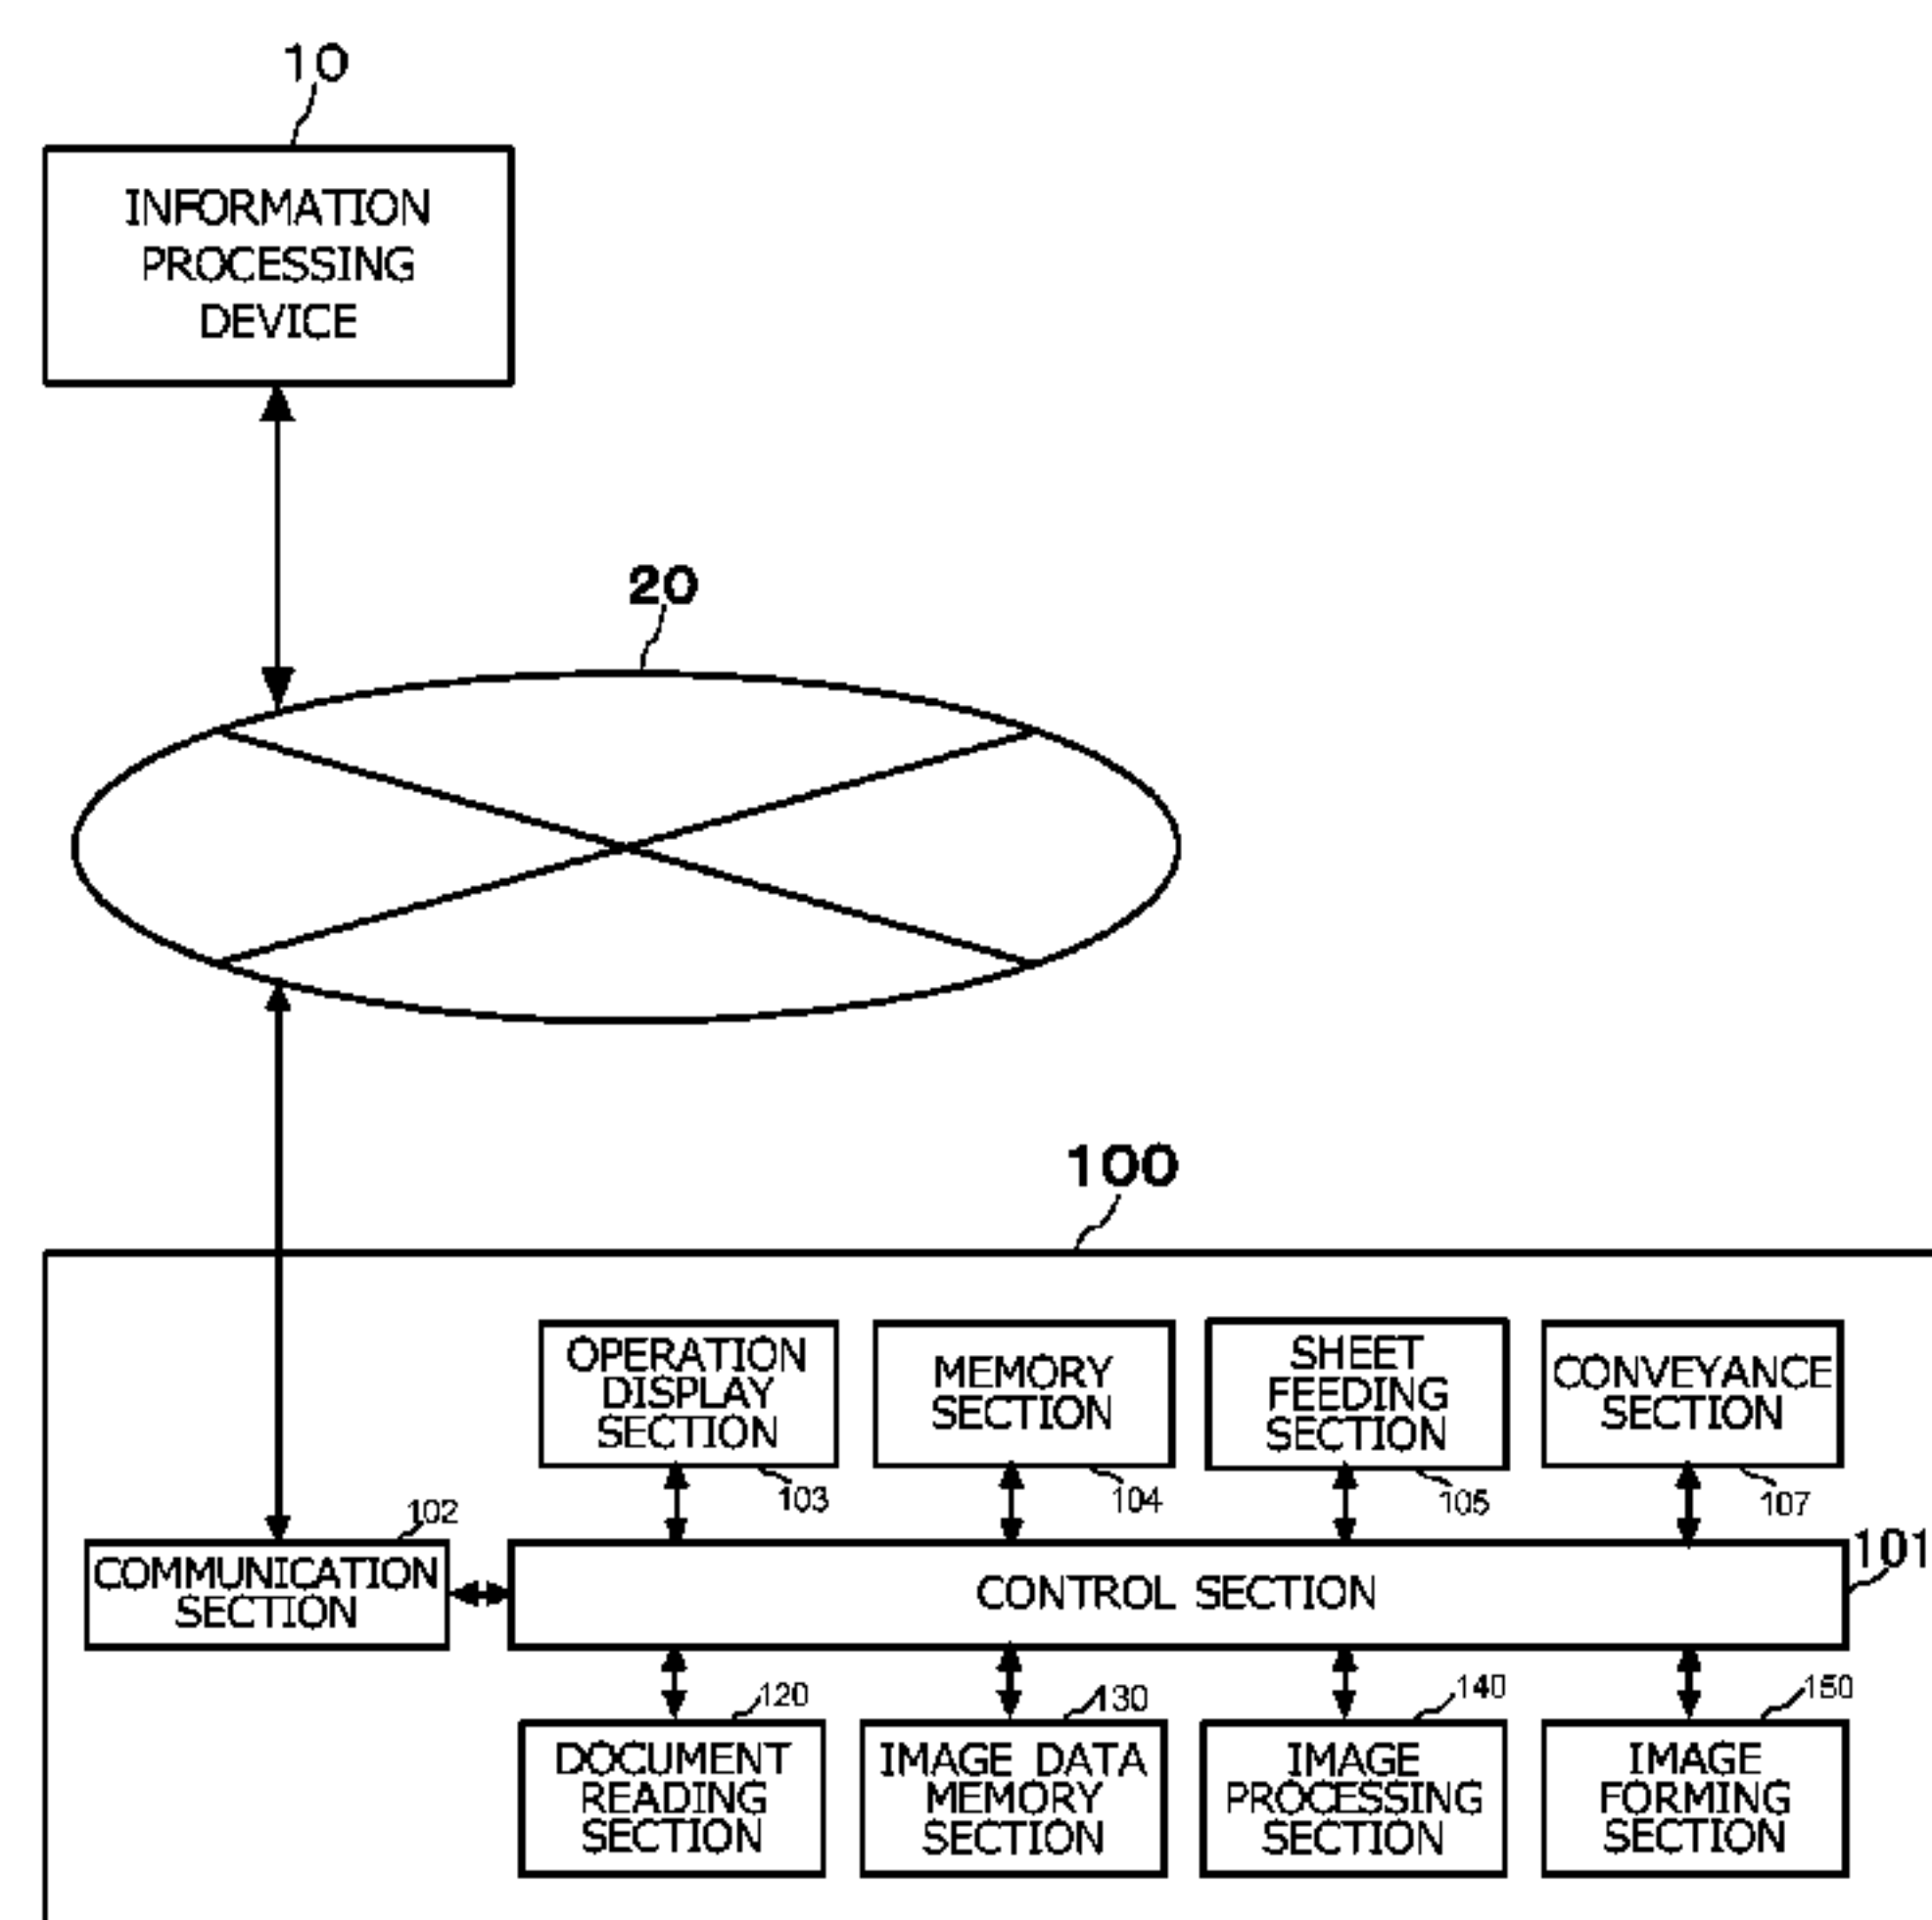 10
INFORMATION
PROCESSING
DEVICE
20
100
OPERATION
DISPLAY
SECTION
103
MEMORY
SECTION
104
SHEET
FEEDING
SECTION
105
CONVEYANCE
SECTION
107
102
COMMUNICATION
SECTION
CONTROL SECTION
101
120
DOCUMENT
READING
SECTION
130
IMAGE DATA
MEMORY
SECTION
140
IMAGE
PROCESSING
SECTION
150
IMAGE
FORMING
SECTION